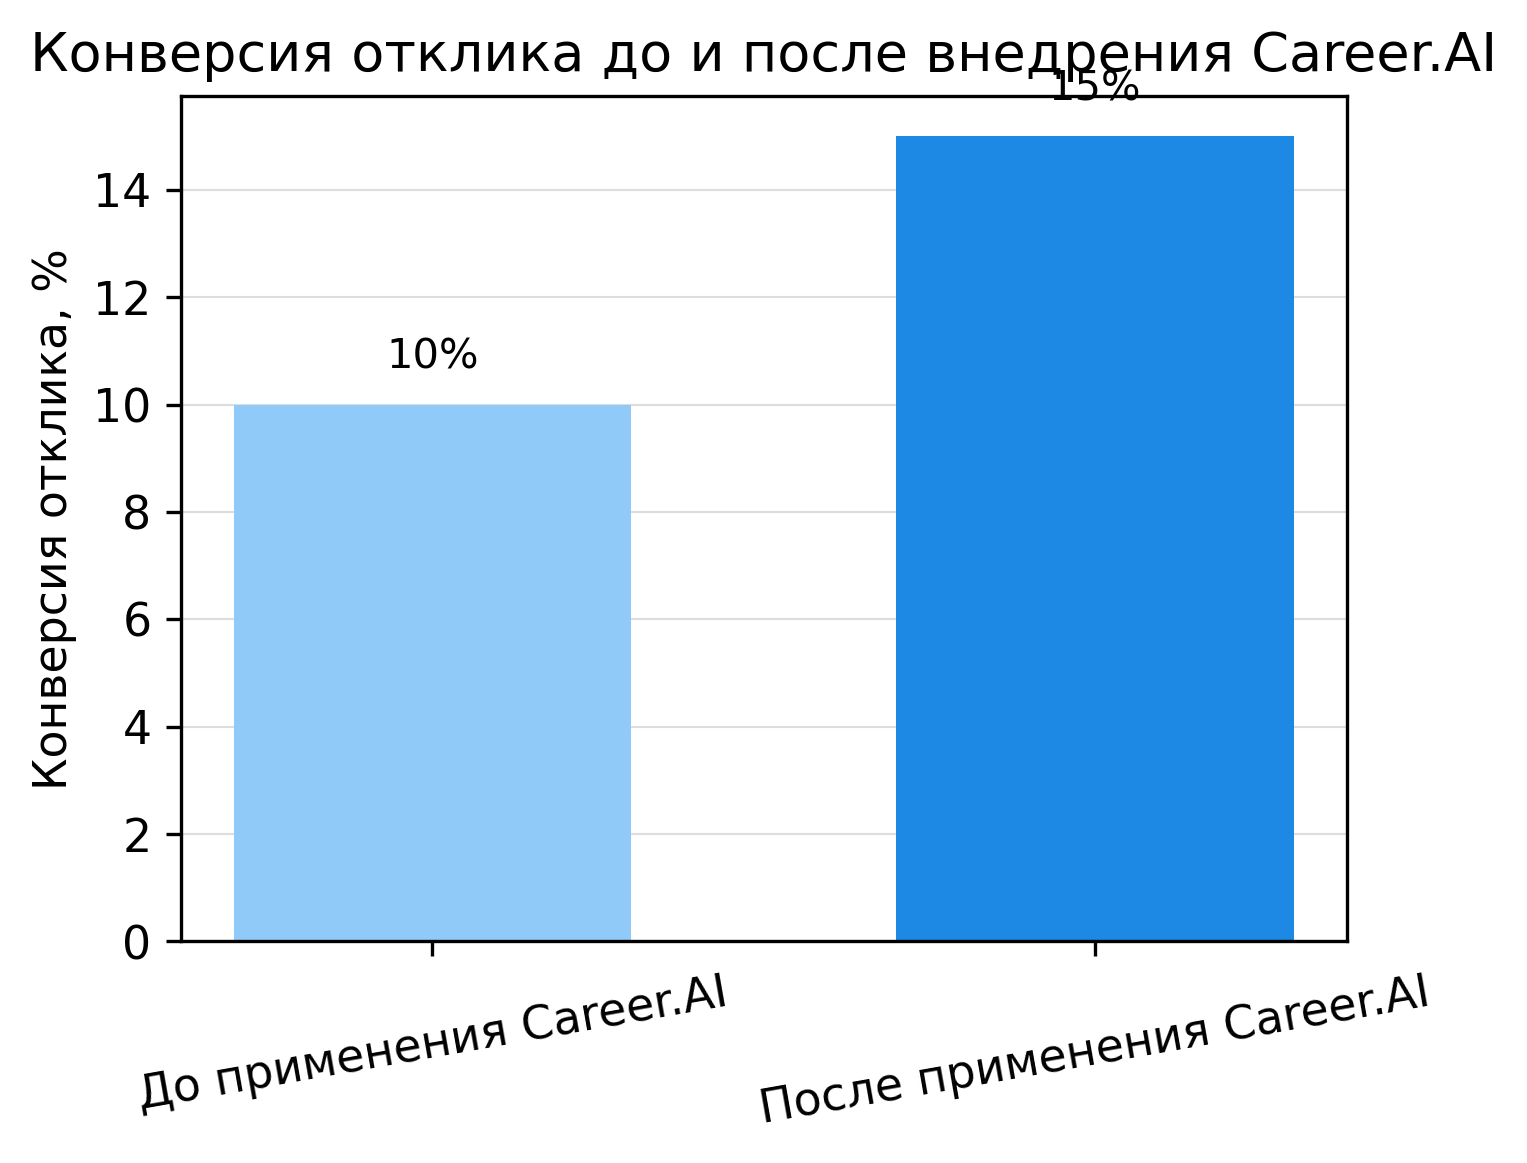 Конверсия отклика до и после внедрения Career.AI
15%
14
12
10%
10
8
6
4
2
0
Конверсия отклика, %
До применения Career.AI
После применения Career.AI